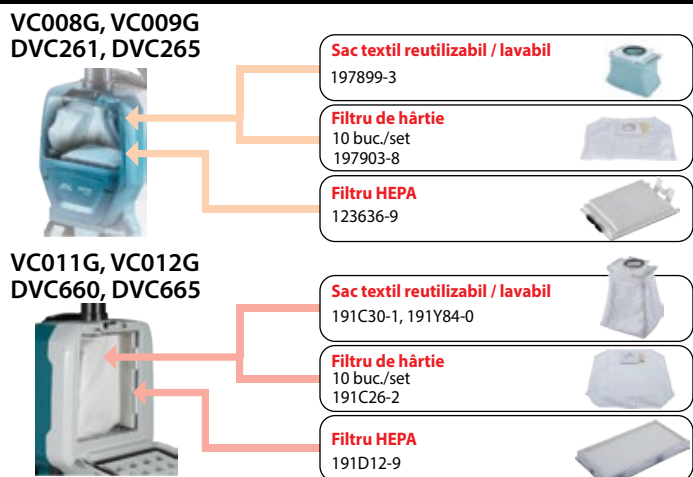 VC008G, VC009G
DVC261, DVC265
Sac textil reutilizabil / lavabil
197899-3
Filtru de hârtie
10 buc./set
197903-8
Filtru HEPA
123636-9
VC011G, VC012G
DVC660, DVC665
Sac textil reutilizabil / lavabil
191C30-1, 191Y84-0
Filtru de hârtie
10 buc./set
191C26-2
Filtru HEPA
191D12-9